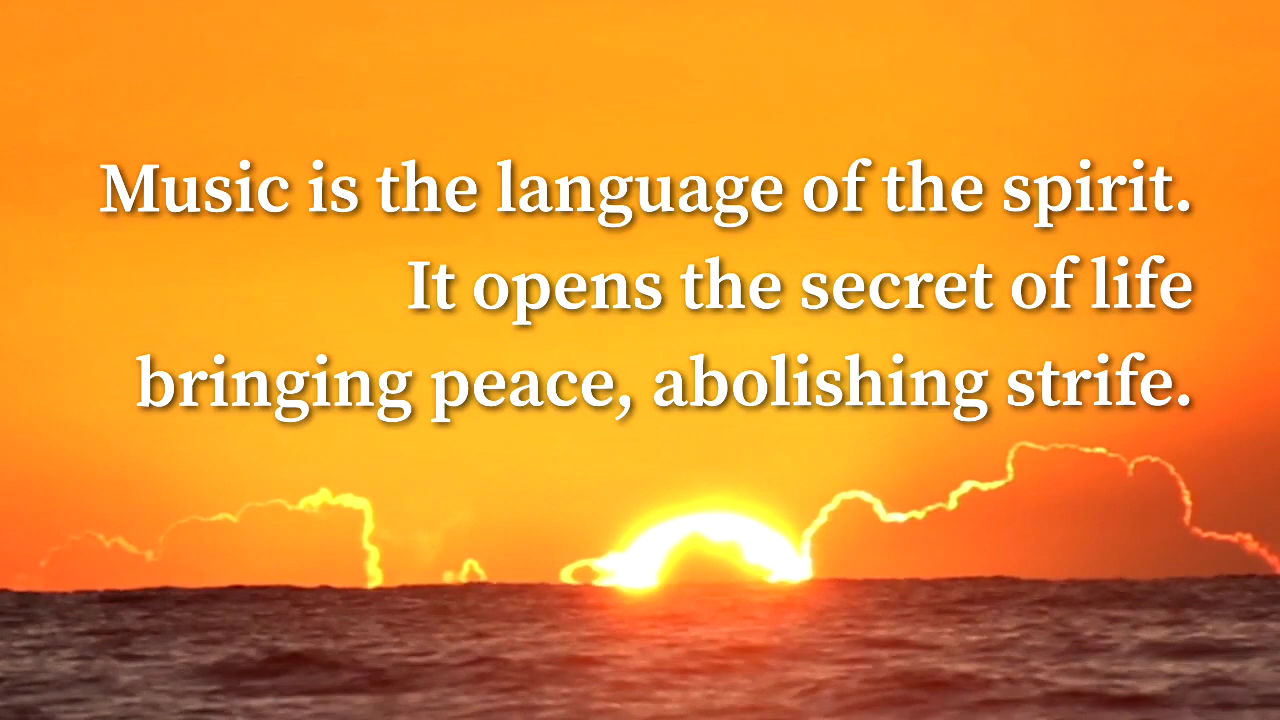 Music is the language of the spirit.
It opens the secret of life
bringing peace, abolishing strife.